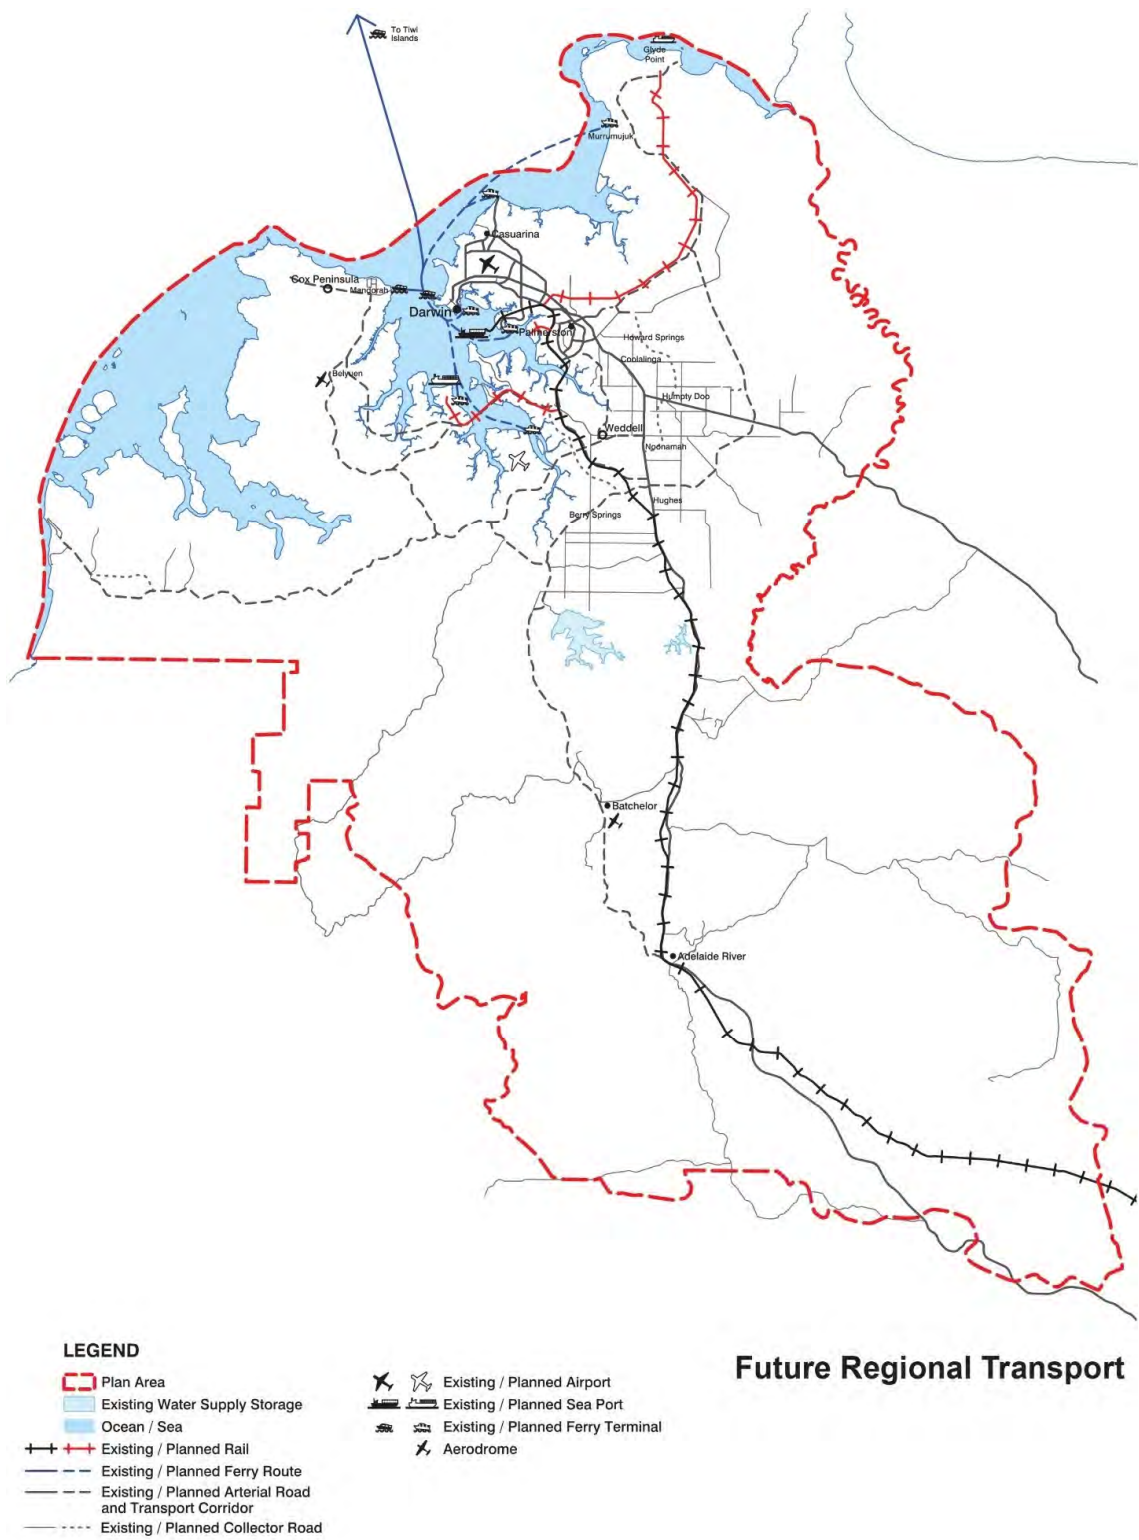 To Tiwi
Islands
Glyde
Point
Murrumujuk
Casuarina
Cox Peninsula
Mandorah
Darwin
Palmerston
Howard Springs
Coolalinga
Belyuen
Humpty Doo
Weddell
Noonamah
Hughes
Berry Springs
Batchelor
Adelaide River
LEGEND
Plan Area
Existing Water Supply Storage
Ocean / Sea
Existing / Planned Rail
Existing / Planned Ferry Route
Existing / Planned Arterial Road
and Transport Corridor
Existing / Planned Collector Road
Existing / Planned Airport
Existing / Planned Sea Port
Existing / Planned Ferry Terminal
Aerodrome
Future Regional Transport